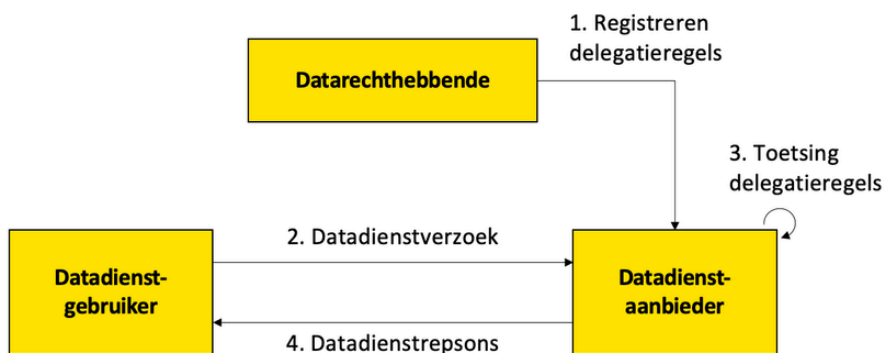 1. Registreren
delegatieregels
Datarechthebbende
3. Toetsing
delegatieregels
2. Datadienstverzoek
Datadienst-
gebruiker
Datadienst-
aanbieder
4. Datadienstrepsons